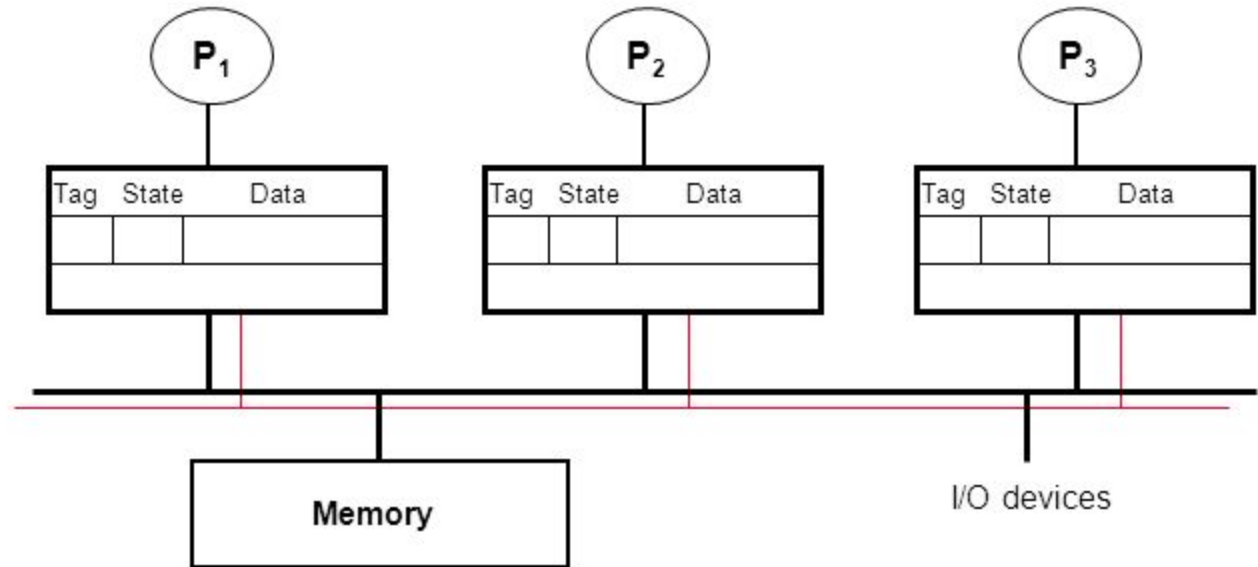 P₁ P₂ P₃
Tag State Data Tag State Data Tag State Data
Memory
I/O devices